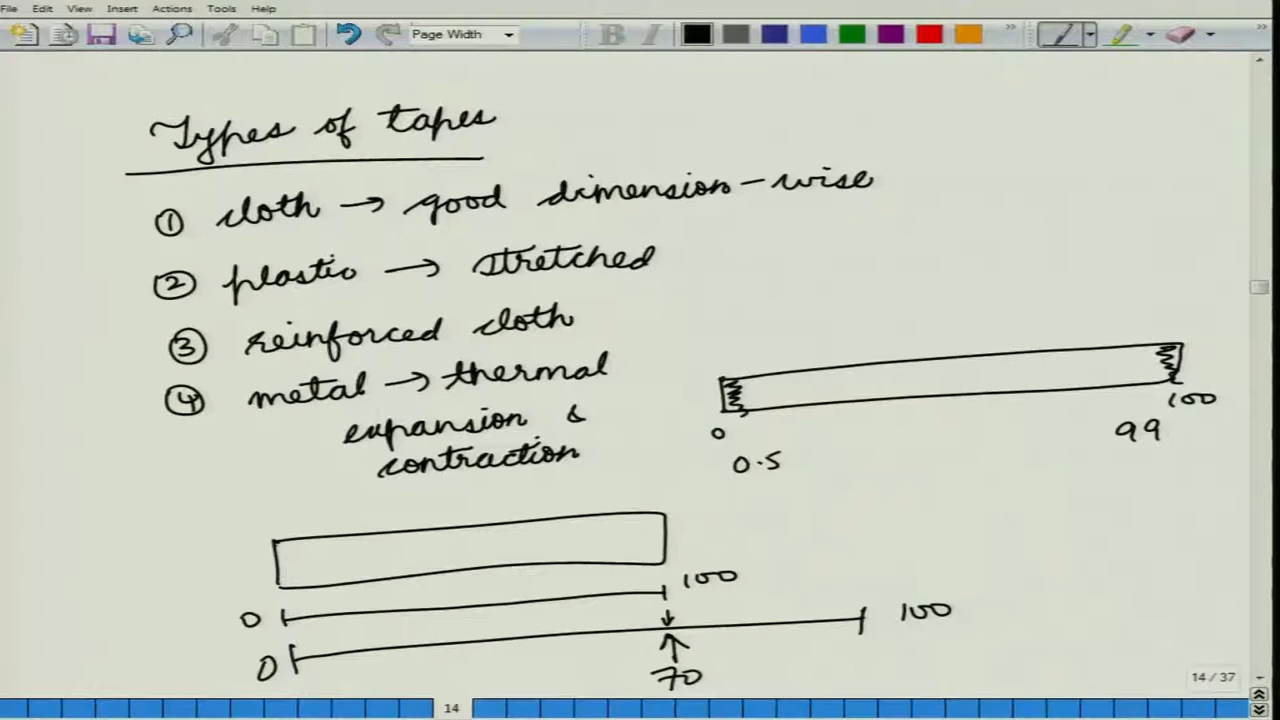 File Edit View Insert Actions Tools Help
Page Width
Types of tapes
① cloth → good dimension-wise
② plastic → stretched
③ reinforced cloth
④ metal → thermal
expansion &
contraction
0 100
0.5 99
0 100
0 100
70
14 / 37
14